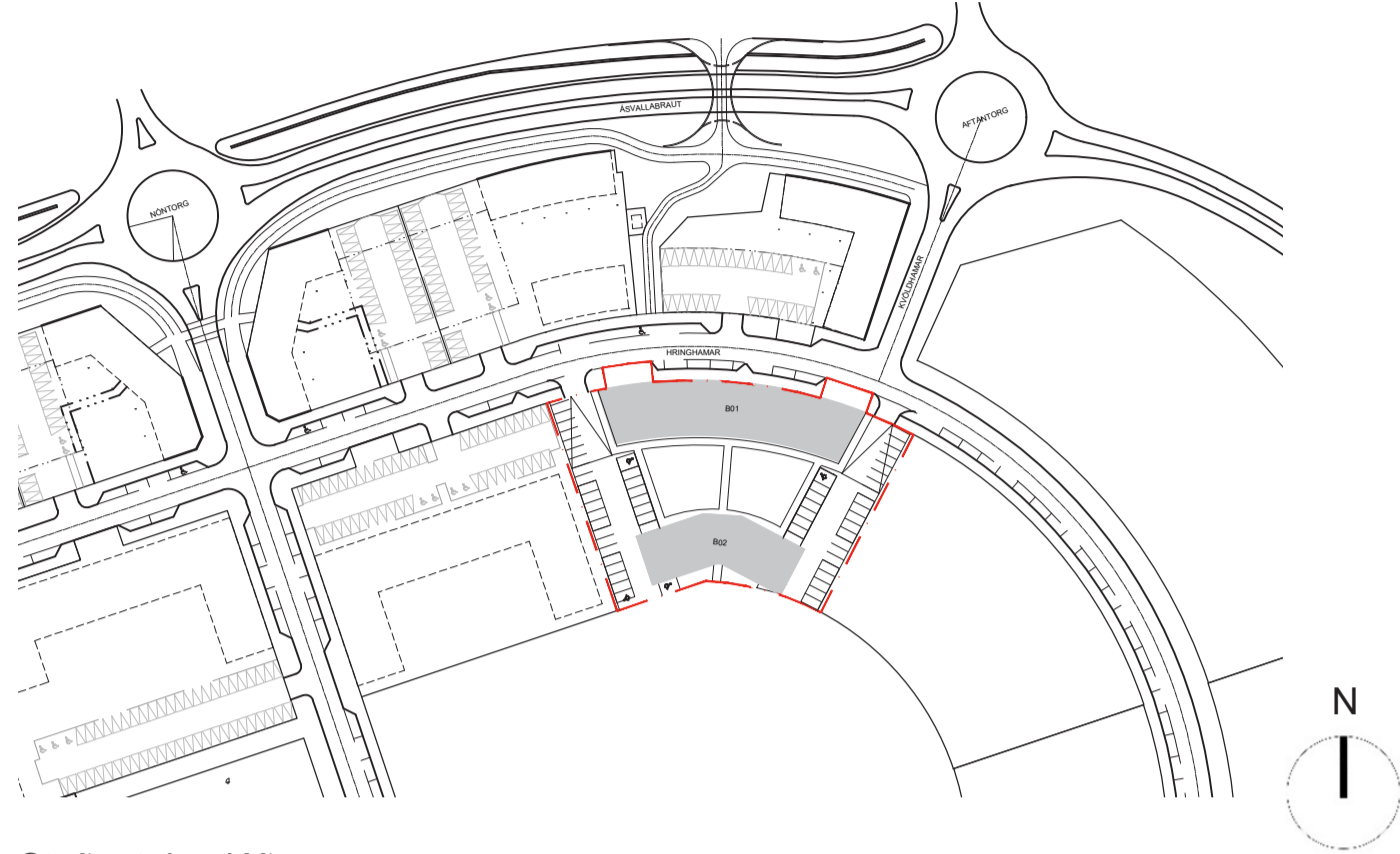 ÁSVALLABRAUT
AFTANTORG
NÓNTORG
KVÖLDHAMAR
HRINGHAMAR
B01
B02
N